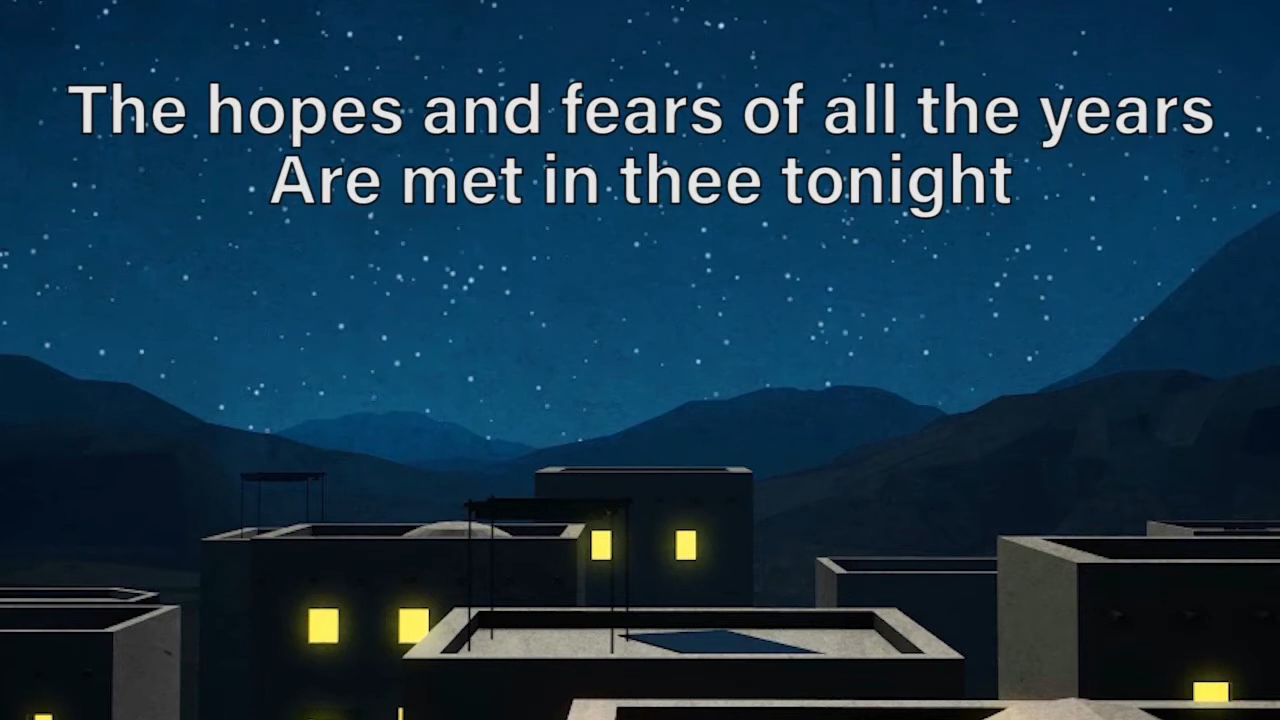 The hopes and fears of all the years
Are met in thee tonight